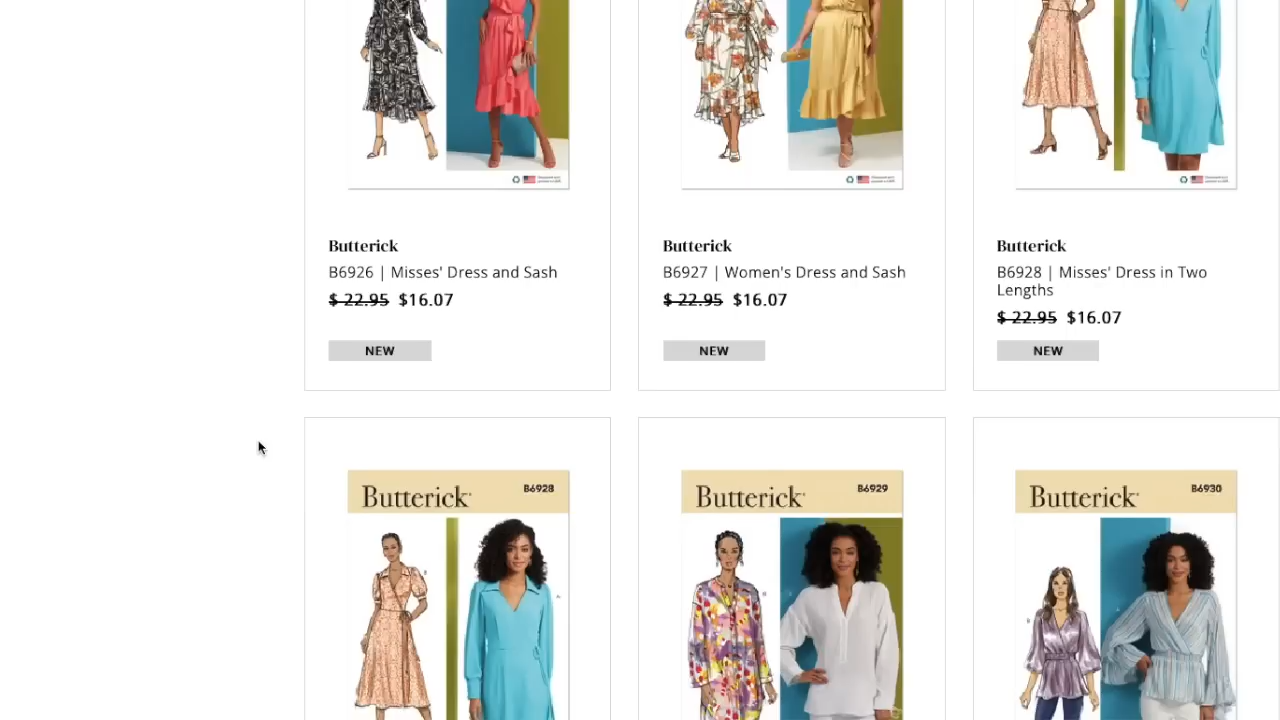 Butterick
B6926 | Misses' Dress and Sash
$ 22.95 $16.07
NEW
Butterick
B6927 | Women's Dress and Sash
$ 22.95 $16.07
NEW
Butterick
B6928 | Misses' Dress in Two
Lengths
$ 22.95 $16.07
NEW
Butterick B6928
Butterick B6929
Butterick B6930